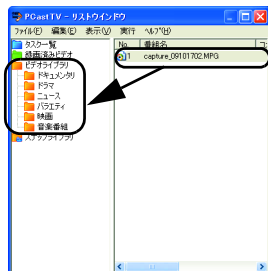 PCastTV - リストウインドウ
ファイル(F) 編集(E) 表示(V) 実行 ヘルプ(H)
タスク一覧
録画済みビデオ
ビデオライブラリ
ドキュメンタリ
ドラマ
ニュース
バラエティ
映画
音楽番組
スナップライブラリ
No. 番組名
1 capture_09101702.MPG